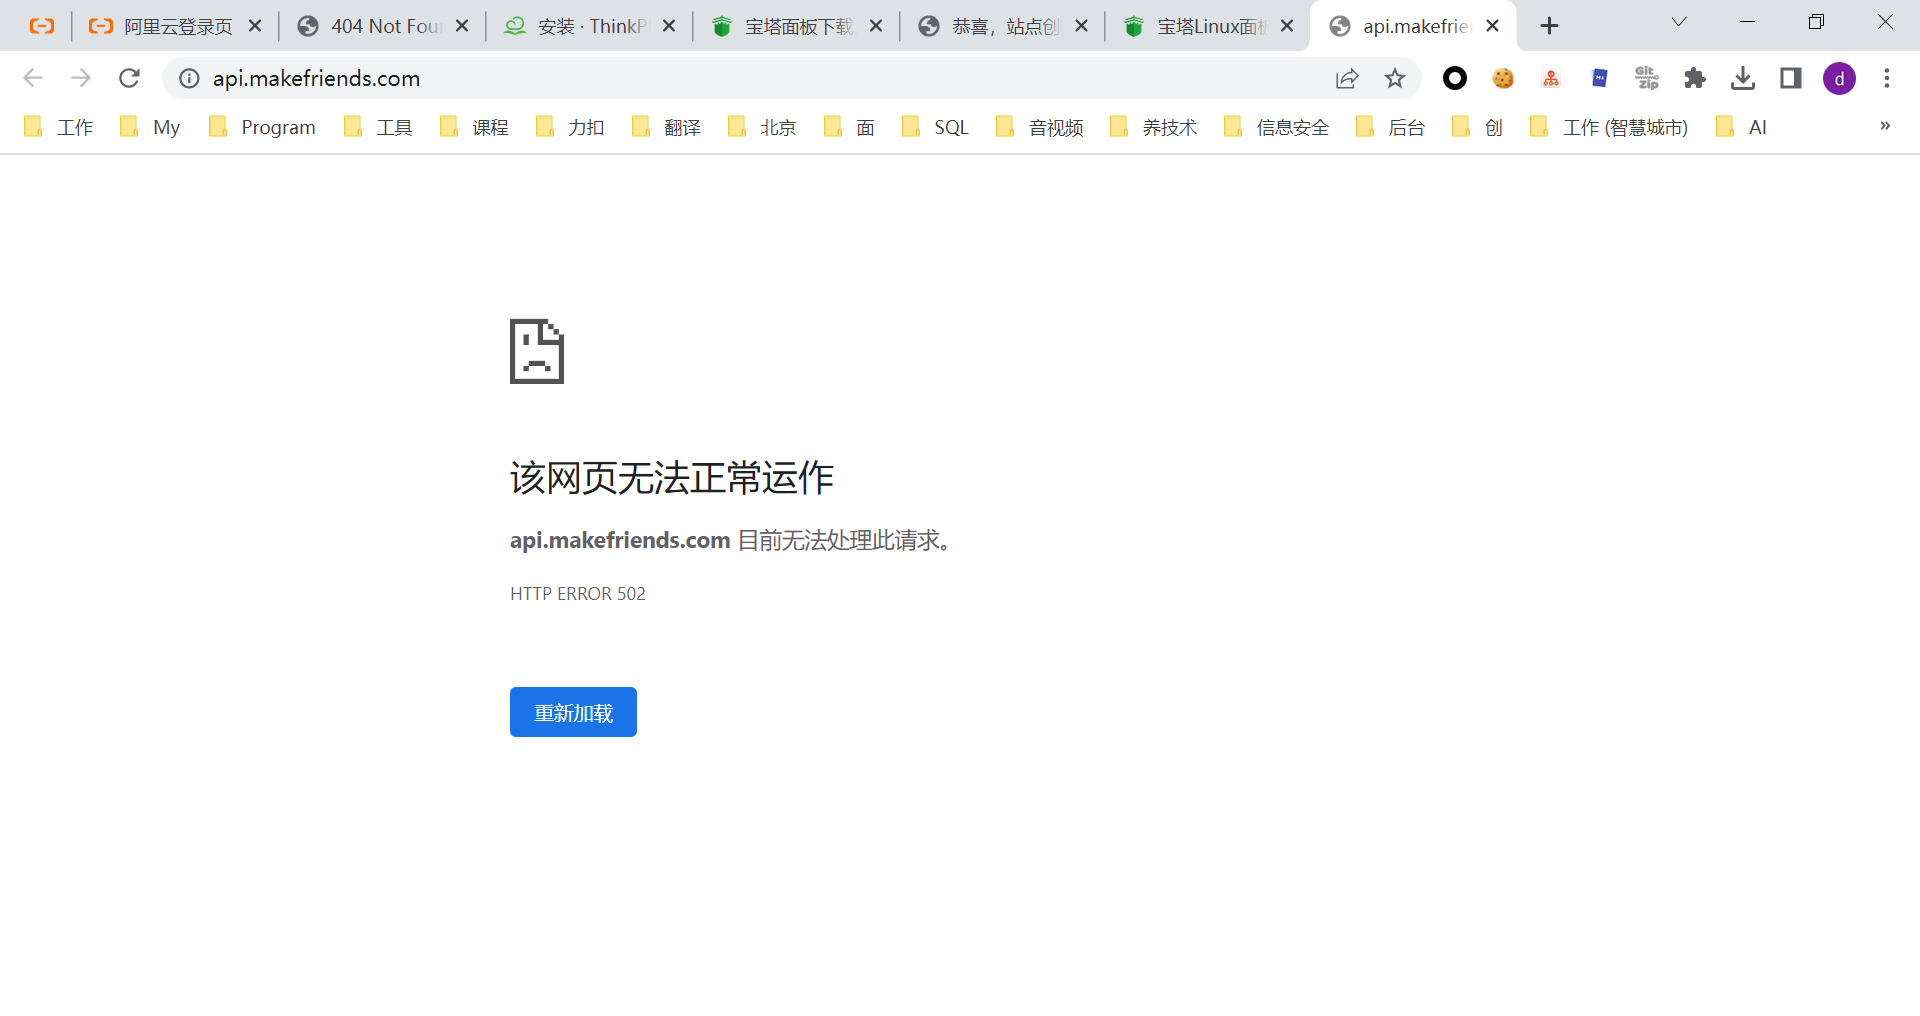 阿里云登录页 404 Not Fou 安装 · ThinkP 宝塔面板下载 恭喜，站点创 宝塔Linux面板 api.makefrie
api.makefriends.com Git Zip d
工作 My Program 工具 课程 力扣 翻译 北京 面 SQL 音视频 养技术 信息安全 后台 创 工作 (智慧城市) AI »
该网页无法正常运作
api.makefriends.com 目前无法处理此请求。
HTTP ERROR 502
重新加载